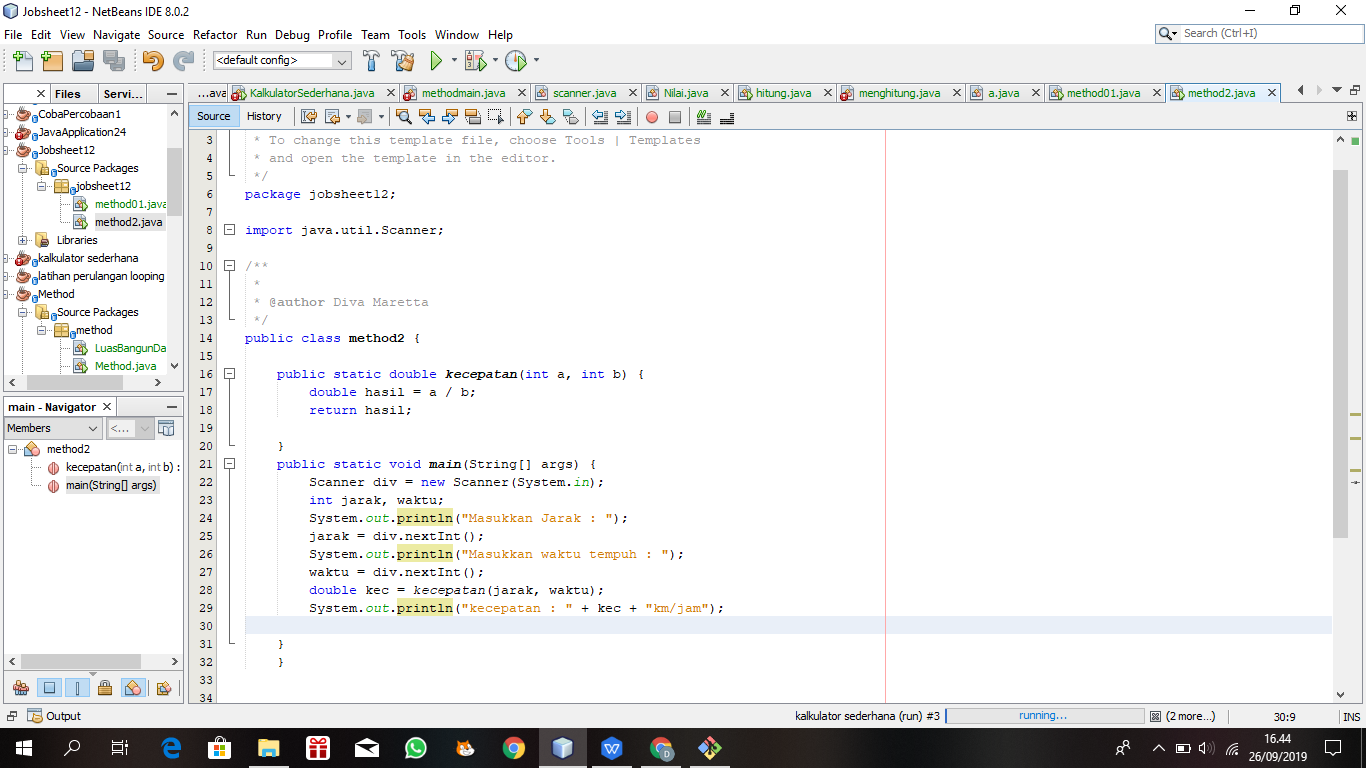 Jobsheet12 - NetBeans IDE 8.0.2
File Edit View Navigate Source Refactor Run Debug Profile Team Tools Window Help
Search (Ctrl+I)
<default config>
Files Servi...
...ava KalkulatorSederhana.java methodmain.java scanner.java Nilai.java hitung.java menghitung.java a.java method01.java method2.java
Source History
CobaPercobaan1
JavaApplication24
Jobsheet12
Source Packages
jobsheet12
method01.java
method2.java
Libraries
kalkulator sederhana
latihan perulangan looping
Method
Source Packages
method
LuasBangunDa
Method.java
main - Navigator
Members <...
method2
kecepatan(int a, int b) :
main(String[] args)
3 * To change this template file, choose Tools | Templates
4 * and open the template in the editor.
5 */
6 package jobsheet12;
7
8 import java.util.Scanner;
9
10 /**
11 *
12 * @author Diva Maretta
13 */
14 public class method2 {
15
16 public static double kecepatan(int a, int b) {
17 double hasil = a / b;
18 return hasil;
19
20 }
21 public static void main(String[] args) {
22 Scanner div = new Scanner(System.in);
23 int jarak, waktu;
24 System.out.println("Masukkan Jarak : ");
25 jarak = div.nextInt();
26 System.out.println("Masukkan waktu tempuh : ");
27 waktu = div.nextInt();
28 double kec = kecepatan(jarak, waktu);
29 System.out.println("kecepatan : " + kec + "km/jam");
30
31 }
32 }
33
34
Output
kalkulator sederhana (run) #3 running... (2 more...) 30:9 INS
16.44
26/09/2019